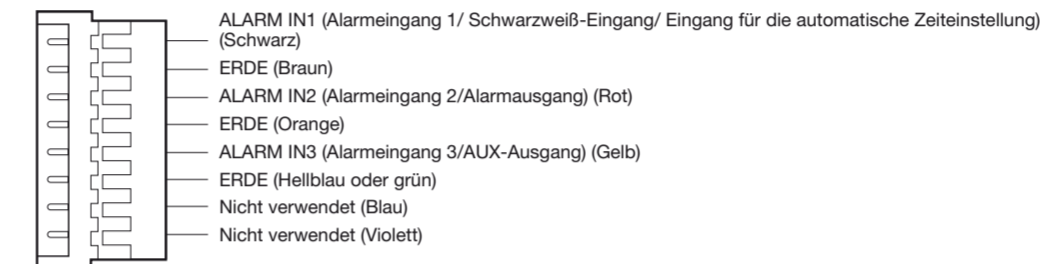 ALARM IN1 (Alarmeingang 1/ Schwarzweiß-Eingang/ Eingang für die automatische Zeiteinstellung)
(Schwarz)
ERDE (Braun)
ALARM IN2 (Alarmeingang 2/Alarmausgang) (Rot)
ERDE (Orange)
ALARM IN3 (Alarmeingang 3/AUX-Ausgang) (Gelb)
ERDE (Hellblau oder grün)
Nicht verwendet (Blau)
Nicht verwendet (Violett)